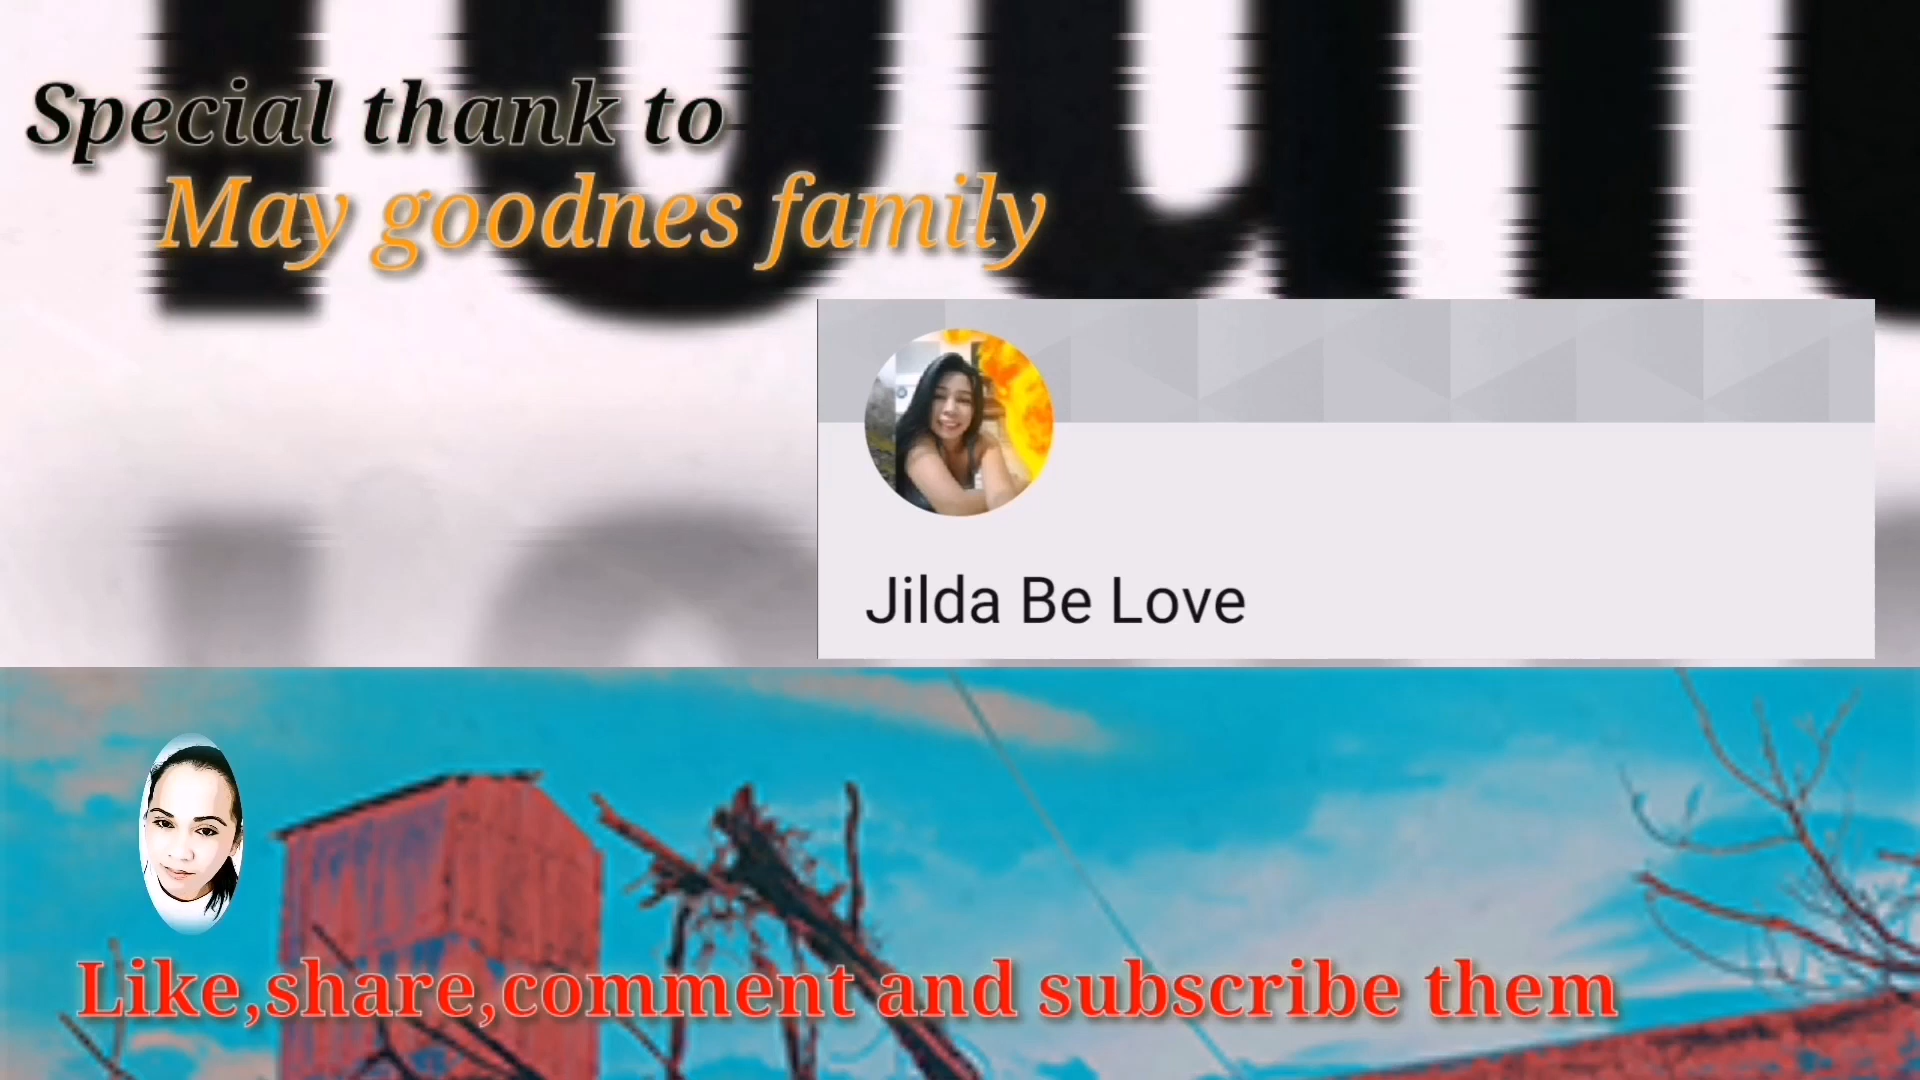 Special thank to
May goodnes family
Jilda Be Love
Like,share,comment and subscribe them